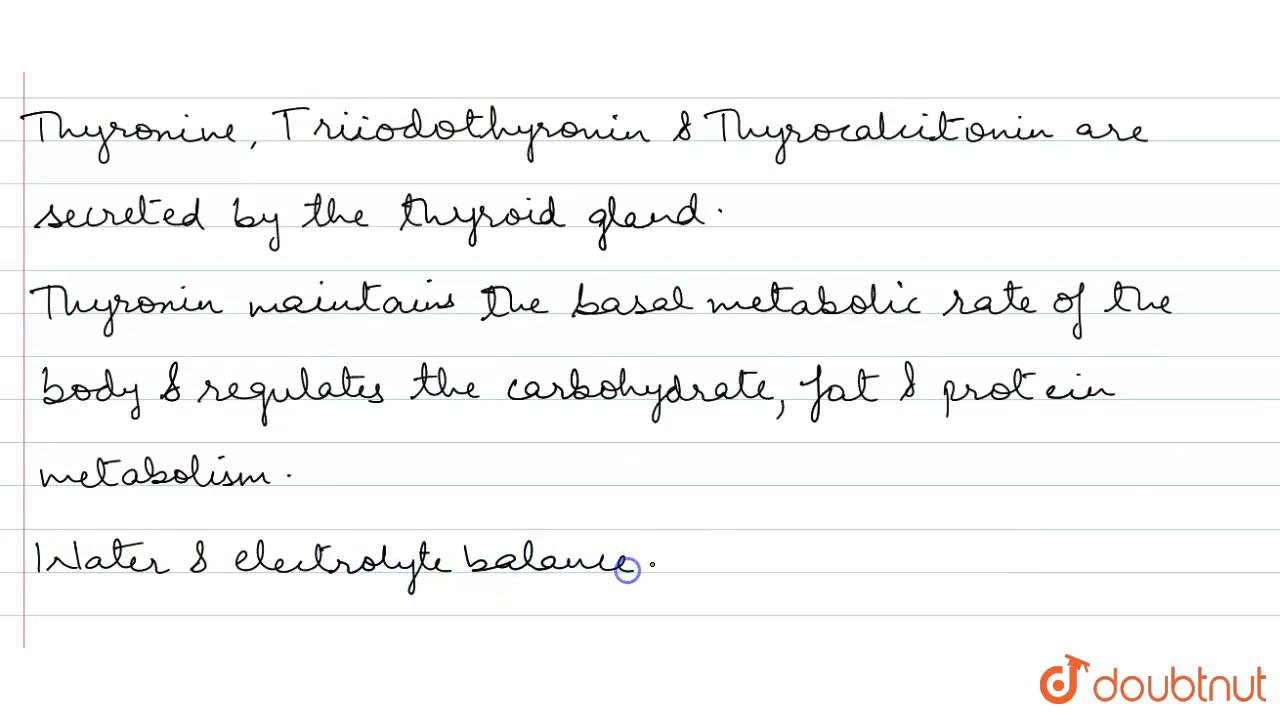 Thyronine, Triiodothyronin & Thyrocalcitonin are
secreted by the thyroid gland.
Thyronin maintains the basal metabolic rate of the
body & regulates the carbohydrate, fat & protein
metabolism.
Water & electrolyte balance.
doubtnut